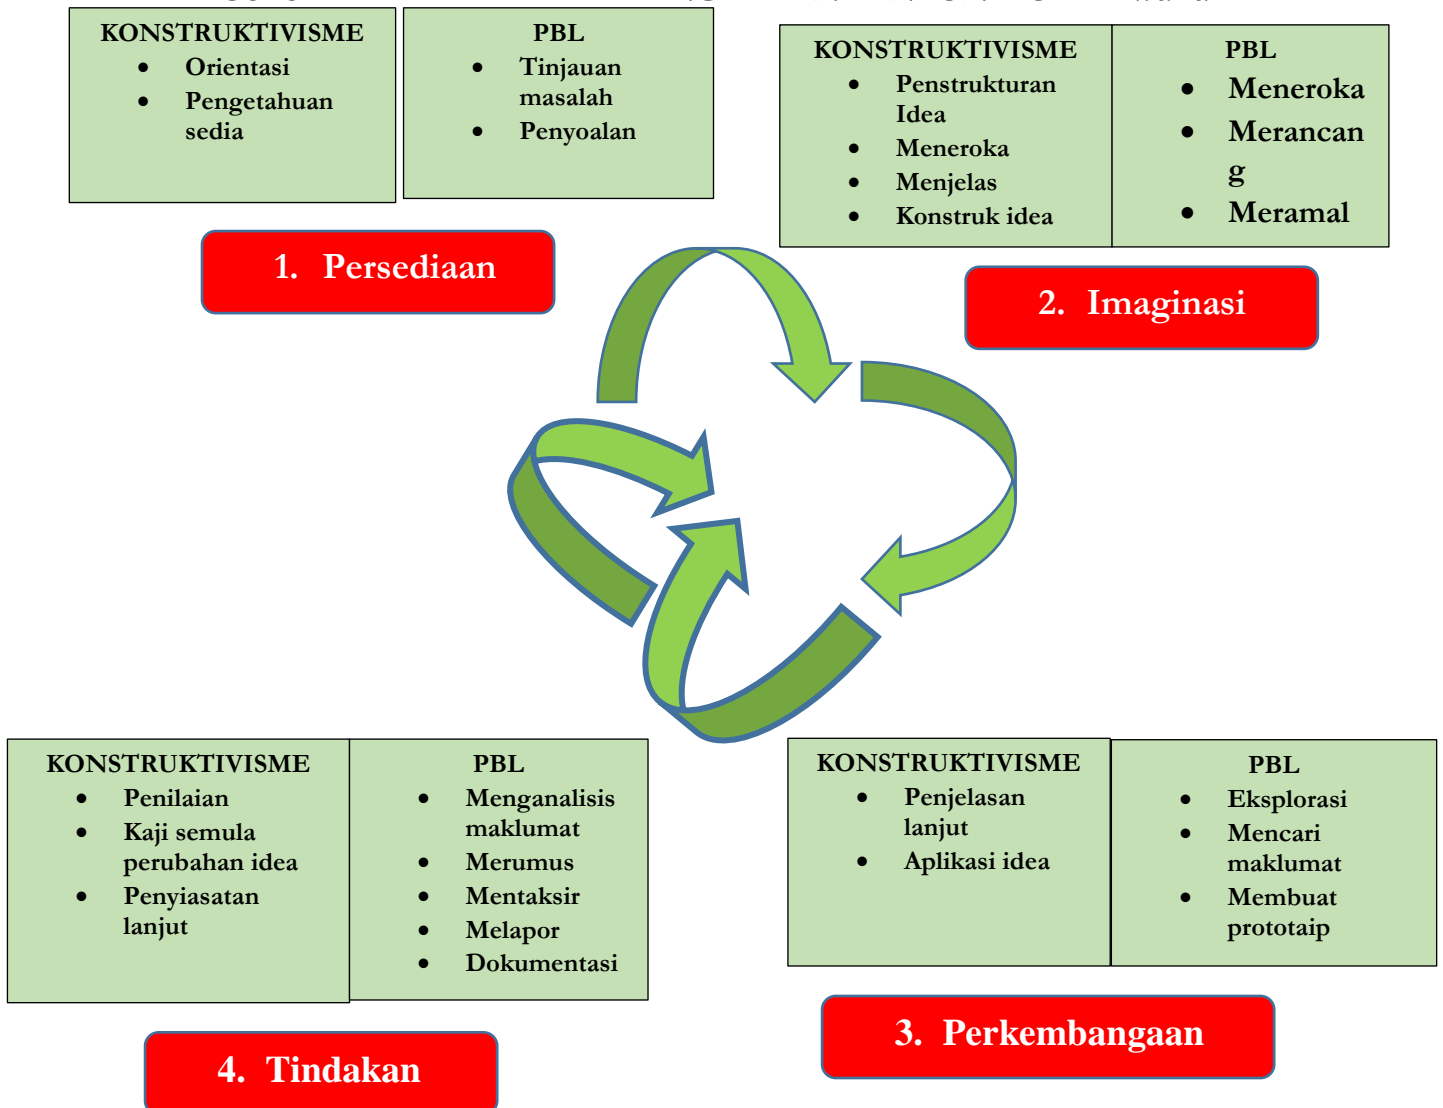 KONSTRUKTIVISME
• Orientasi
• Pengetahuan
sedia
PBL
• Tinjauan
masalah
• Penyoalan
1. Persediaan
KONSTRUKTIVISME
• Penstrukturan
Idea
• Meneroka
• Menjelas
• Konstruk idea
PBL
• Meneroka
• Merancan
g
• Meramal
2. Imaginasi
KONSTRUKTIVISME
• Penilaian
• Kaji semula
perubahan idea
• Penyiasatan
lanjut
PBL
• Menganalisis
maklumat
• Merumus
• Mentaksir
• Melapor
• Dokumentasi
4. Tindakan
KONSTRUKTIVISME
• Penjelasan
lanjut
• Aplikasi idea
PBL
• Eksplorasi
• Mencari
maklumat
• Membuat
prototaip
3. Perkembangaan